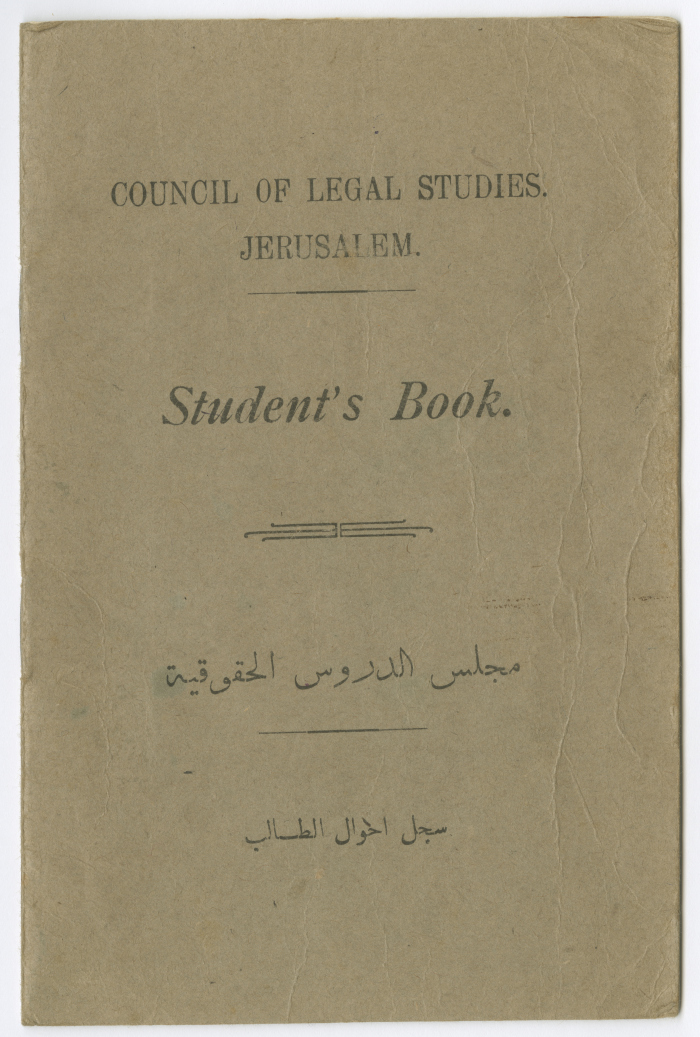 COUNCIL OF LEGAL STUDIES.
JERUSALEM.
Student's Book.
مجلس الدروس الحقوقية
سجل احوال الطالب